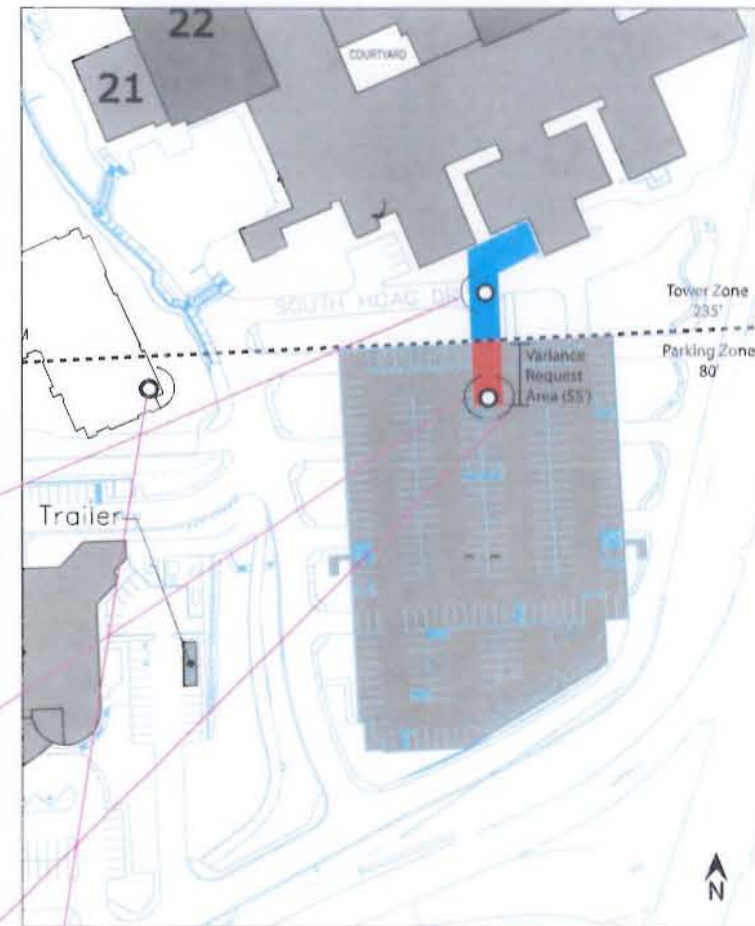 22
COURTYARD
21
SOUTH HOAG DR
Tower Zone
235'
Parking Zone
80'
Variance
Request
Area (55')
Trailer
N